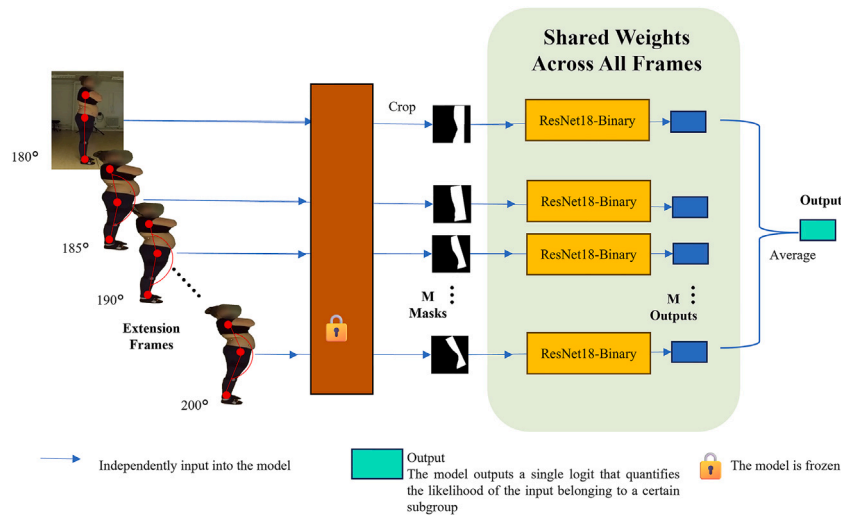 Shared Weights
Across All Frames
Crop
ResNet18-Binary
180°
ResNet18-Binary
Output
185°
ResNet18-Binary
Average
190°
M
Masks
M
Outputs
Extension
Frames
ResNet18-Binary
200°
Independently input into the model
Output
The model outputs a single logit that quantifies
the likelihood of the input belonging to a certain
subgroup
The model is frozen